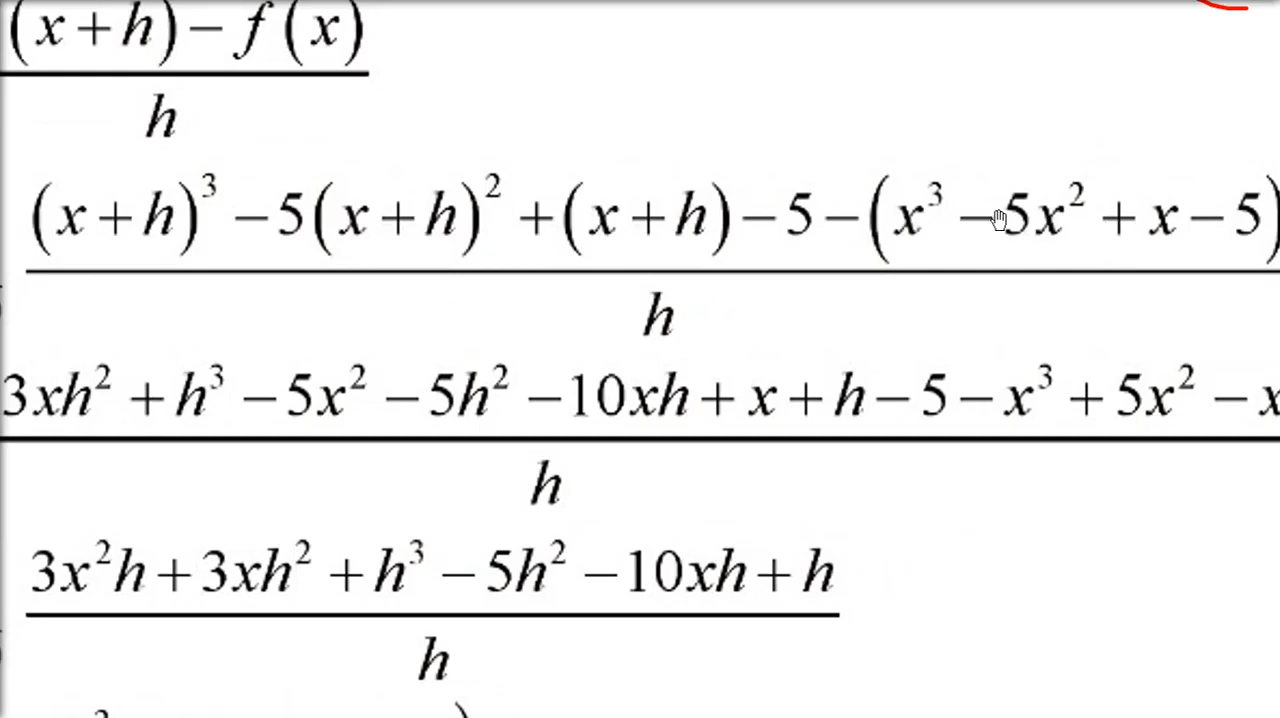 (x+h)−f(x)
h
(x+h)³−5(x+h)²+(x+h)−5−(x³−5x²+x−5)
h
3xh²+h³−5x²−5h²−10xh+x+h−5−x³+5x²−x
h
3x²h+3xh²+h³−5h²−10xh+h
h